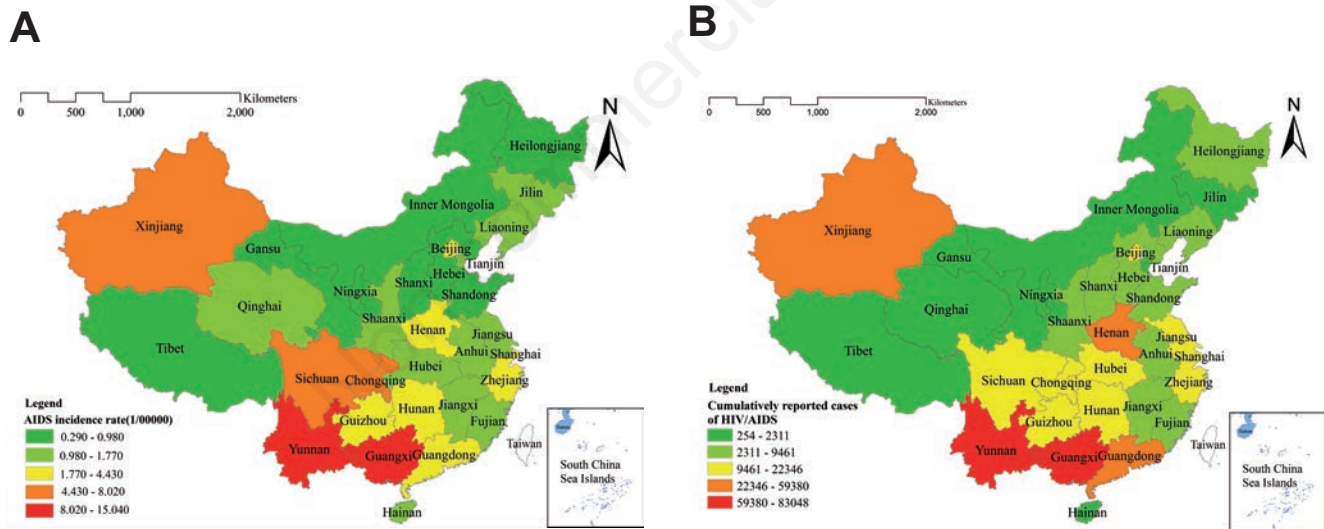 A
Kilometers
0 500 1,000 2,000
N
Heilongjiang
Jilin
Inner Mongolia
Liaoning
Xinjiang
Beijing
Gansu
Tianjin
Hebei
Ningxia
Shanxi
Shandong
Qinghai
Shaanxi
Henan
Jiangsu
Tibet
Anhui
Shanghai
Hubei
Sichuan
Chongqing
Zhejiang
Hunan
Jiangxi
Guizhou
Fujian
Yunnan
Guangxi
Guangdong
Taiwan
Hainan
Legend
AIDS incidence rate(1/00000)
0.290 - 0.980
0.980 - 1.770
1.770 - 4.430
4.430 - 8.020
8.020 - 15.040
South China
Sea Islands
B
Kilometers
0 500 1,000 2,000
N
Heilongjiang
Jilin
Inner Mongolia
Liaoning
Xinjiang
Beijing
Gansu
Tianjin
Hebei
Ningxia
Shanxi
Shandong
Qinghai
Shaanxi
Henan
Jiangsu
Tibet
Anhui
Shanghai
Hubei
Sichuan
Chongqing
Zhejiang
Hunan
Jiangxi
Guizhou
Fujian
Yunnan
Guangxi
Guangdong
Taiwan
Hainan
Legend
Cumulatively reported cases
of HIV/AIDS
254 - 2311
2311 - 9461
9461 - 22346
22346 - 59380
59380 - 83048
South China
Sea Islands